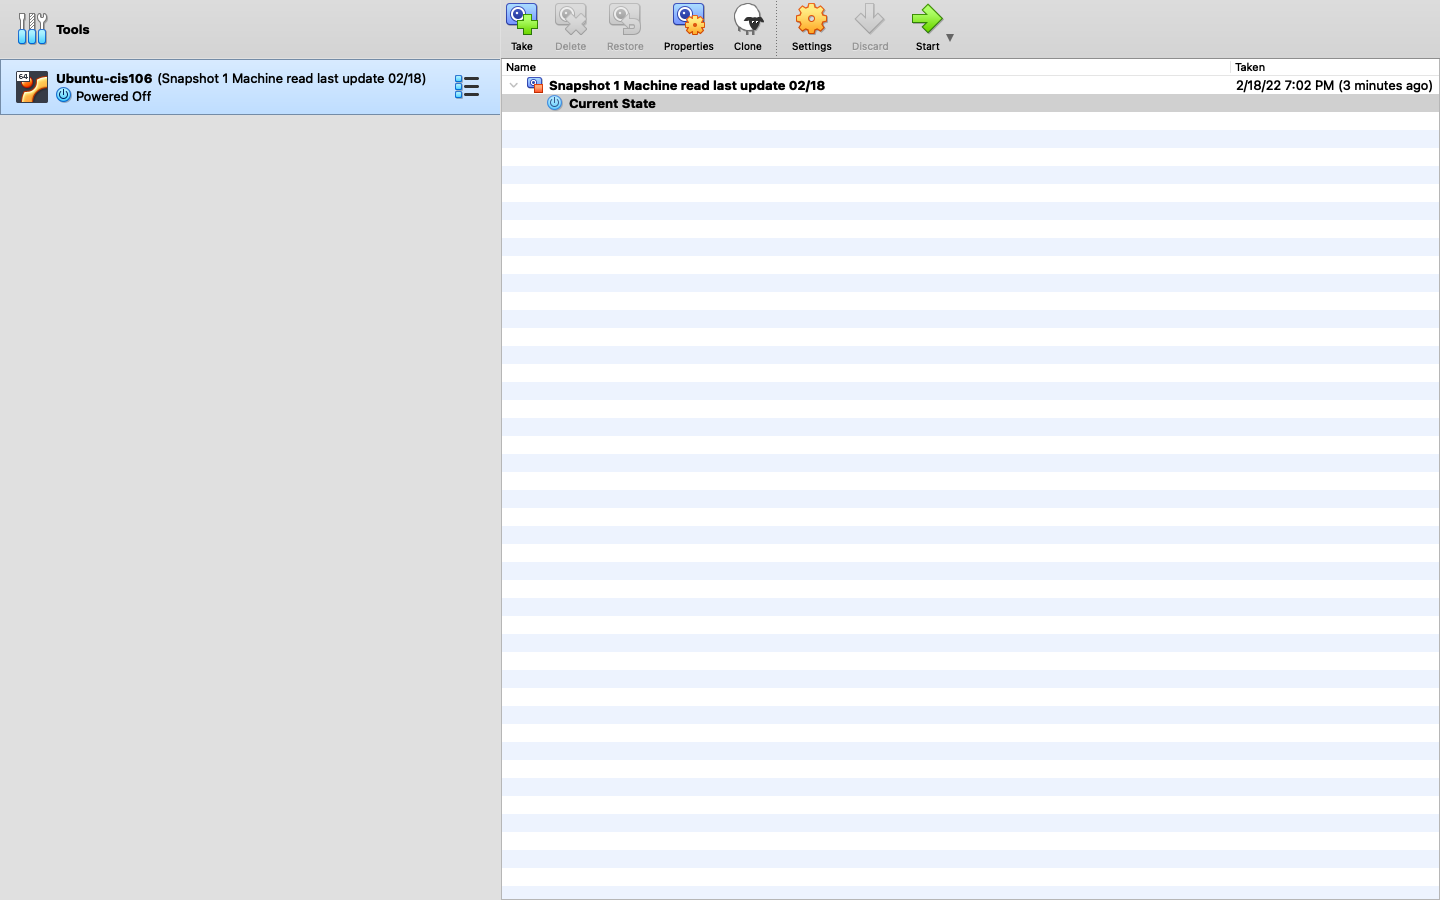 Tools
Take
Delete
Restore
Properties
Clone
Settings
Discard
Start
64
Ubuntu-cis106 (Snapshot 1 Machine read last update 02/18)
Powered Off
Name
Taken
Snapshot 1 Machine read last update 02/18
2/18/22 7:02 PM (3 minutes ago)
Current State